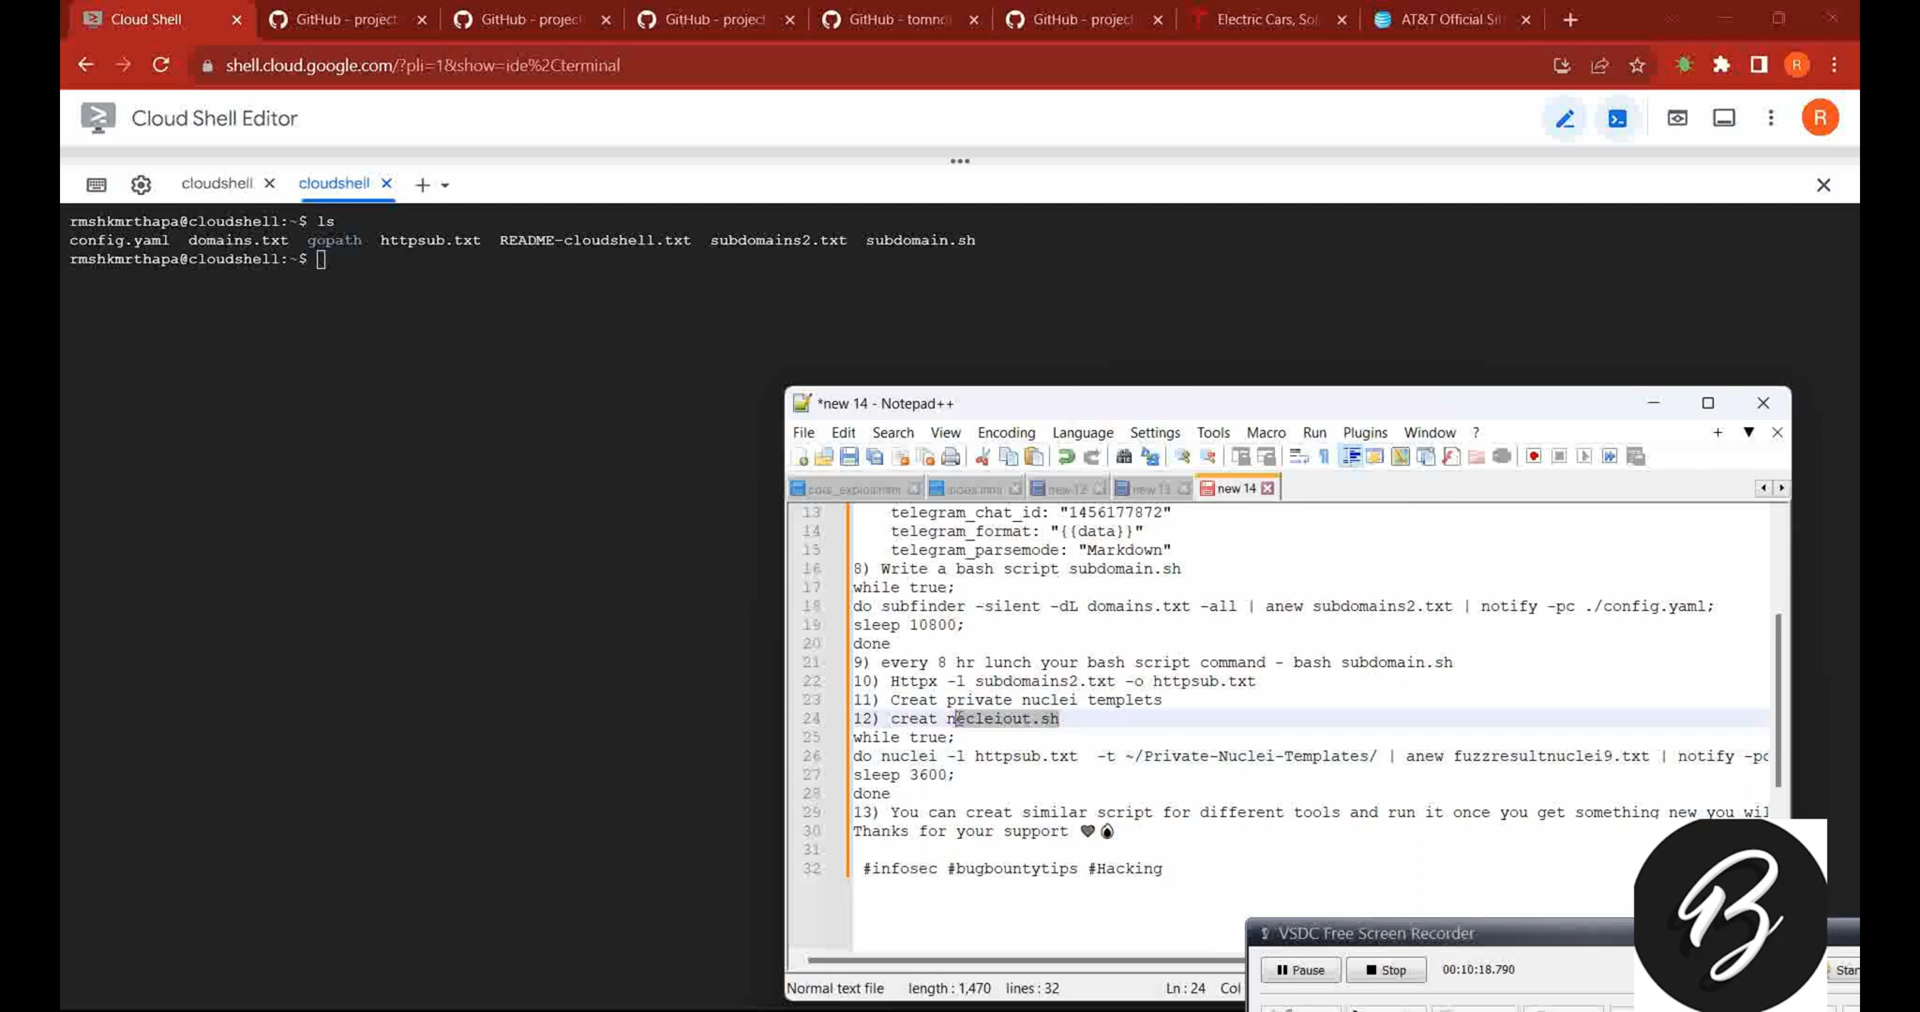 Cloud Shell
GitHub - project
GitHub - projec
GitHub - projec
GitHub - tomno
GitHub - projec
Electric Cars, Sol
AT&T Official Sit
shell.cloud.google.com/?pli=1&show=ide%2Cterminal
R
Cloud Shell Editor
R
cloudshell
cloudshell
rmshkmrthapa@cloudshell:~$ ls
config.yaml domains.txt gopath httpsub.txt README-cloudshell.txt subdomains2.txt subdomain.sh
rmshkmrthapa@cloudshell:~$
*new 14 - Notepad++
File Edit Search View Encoding Language Settings Tools Macro Run Plugins Window ?
new 12 new 13 new 14
13 telegram_chat_id: "1456177872"
14 telegram_format: "{{data}}"
15 telegram_parsemode: "Markdown"
16 8) Write a bash script subdomain.sh
17 while true;
18 do subfinder -silent -dL domains.txt -all | anew subdomains2.txt | notify -pc ./config.yaml;
19 sleep 10800;
20 done
21 9) every 8 hr lunch your bash script command - bash subdomain.sh
22 10) Httpx -l subdomains2.txt -o httpsub.txt
23 11) Creat private nuclei templets
24 12) creat necleiout.sh
25 while true;
26 do nuclei -l httpsub.txt -t ~/Private-Nuclei-Templates/ | anew fuzzresultnuclei9.txt | notify -pc
27 sleep 3600;
28 done
29 13) You can creat similar script for different tools and run it once you get something new you wil
30 Thanks for your support
31
32 #infosec #bugbountytips #Hacking
VSDC Free Screen Recorder
Pause Stop 00:10:18.790 Star
Normal text file length : 1,470 lines : 32 Ln : 24 Col
B